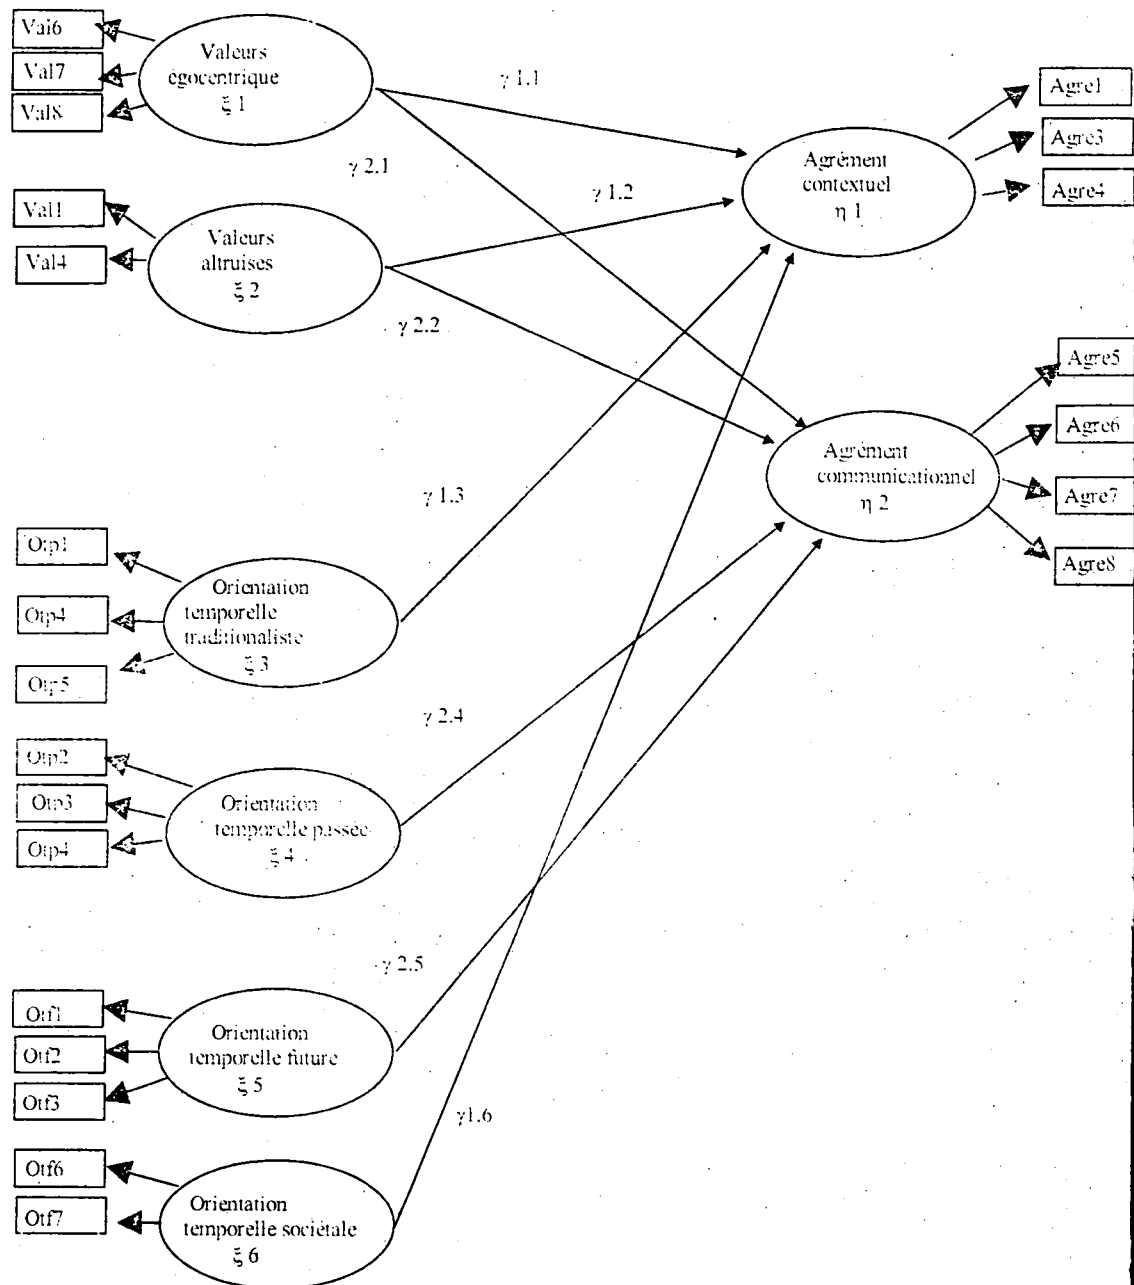 Val6
Val7
Val8
Valeurs
égocentrique
ξ 1
γ 1.1
Agre1
Agre3
Agre4
Agrément
contextuel
η 1
γ 2.1
γ 1.2
Val1
Val4
Valeurs
altruises
ξ 2
γ 2.2
Agre5
Agre6
Agre7
Agre8
Agrément
communicationnel
η 2
γ 1.3
Otp1
Otp4
Otp5
Orientation
temporelle
traditionaliste
ξ 3
γ 2.4
Otp2
Otp3
Otp4
Orientation
temporelle passée
ξ 4
γ 2.5
Otf1
Otf2
Otf3
Orientation
temporelle future
ξ 5
γ1.6
Otf6
Otf7
Orientation
temporelle sociétale
ξ 6